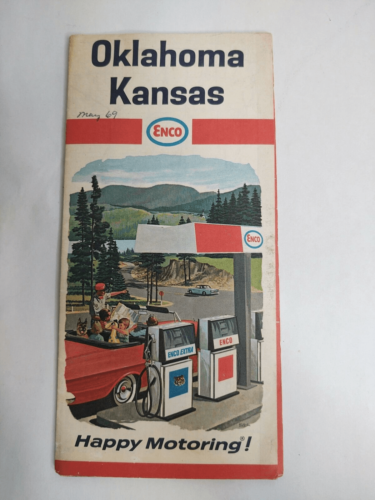 Oklahoma
Kansas
May 69
ENCO
ENCO
ENCO EXTRA
ENCO
Happy Motoring!